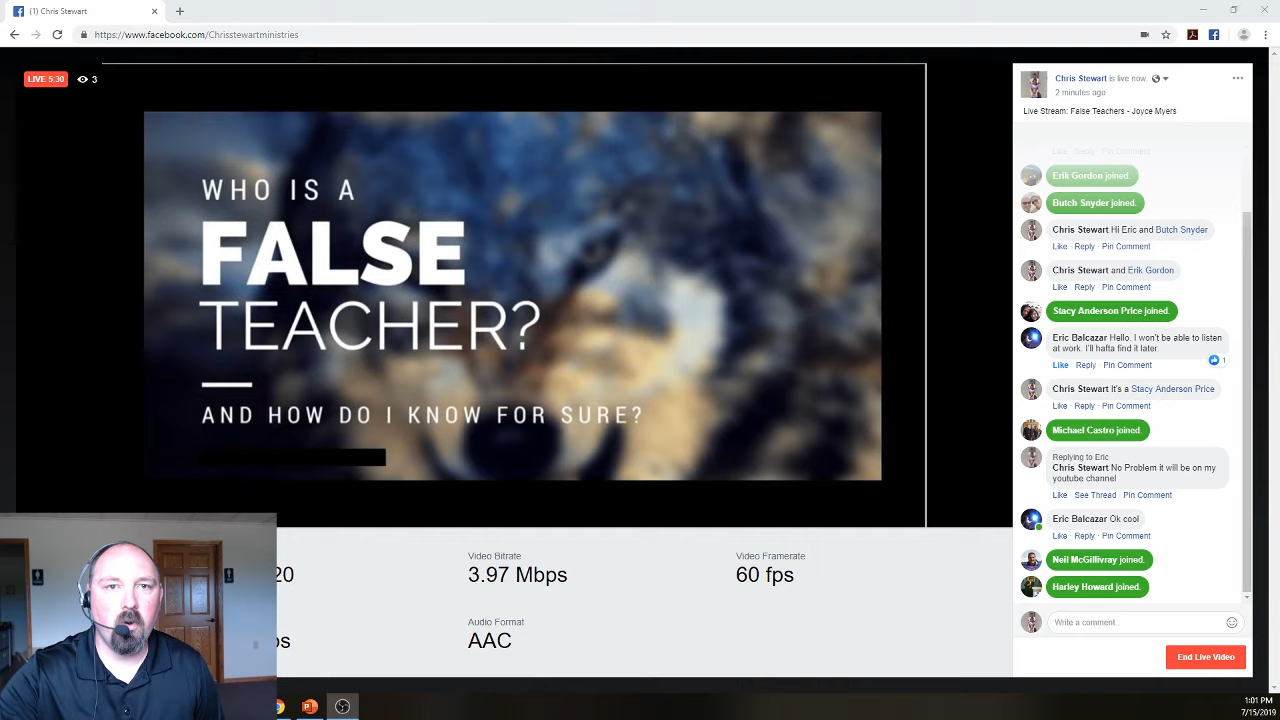 (1) Chris Stewart
https://www.facebook.com/Chrisstewartministries
LIVE 5:30
3
WHO IS A
FALSE
TEACHER?
AND HOW DO I KNOW FOR SURE?
Chris Stewart is live now.
2 minutes ago
Live Stream: False Teachers - Joyce Myers
Like Reply Pin Comment
Erik Gordon joined.
Butch Snyder joined.
Chris Stewart Hi Eric and Butch Snyder
Like Reply Pin Comment
Chris Stewart and Erik Gordon
Like Reply Pin Comment
Stacy Anderson Price joined.
Eric Balcazar Hello. I won't be able to listen
at work. I'll hafta find it later.
1
Like Reply Pin Comment
Chris Stewart It's a Stacy Anderson Price
Like Reply Pin Comment
Michael Castro joined.
Replying to Eric
Chris Stewart No Problem it will be on my
youtube channel
Like See Thread Pin Comment
Eric Balcazar Ok cool
Like Reply Pin Comment
Neil McGillivray joined.
Harley Howard joined.
Write a comment..
End Live Video
20
Video Bitrate
3.97 Mbps
Video Framerate
60 fps
Audio Format
AAC
1:01 PM
7/15/2019